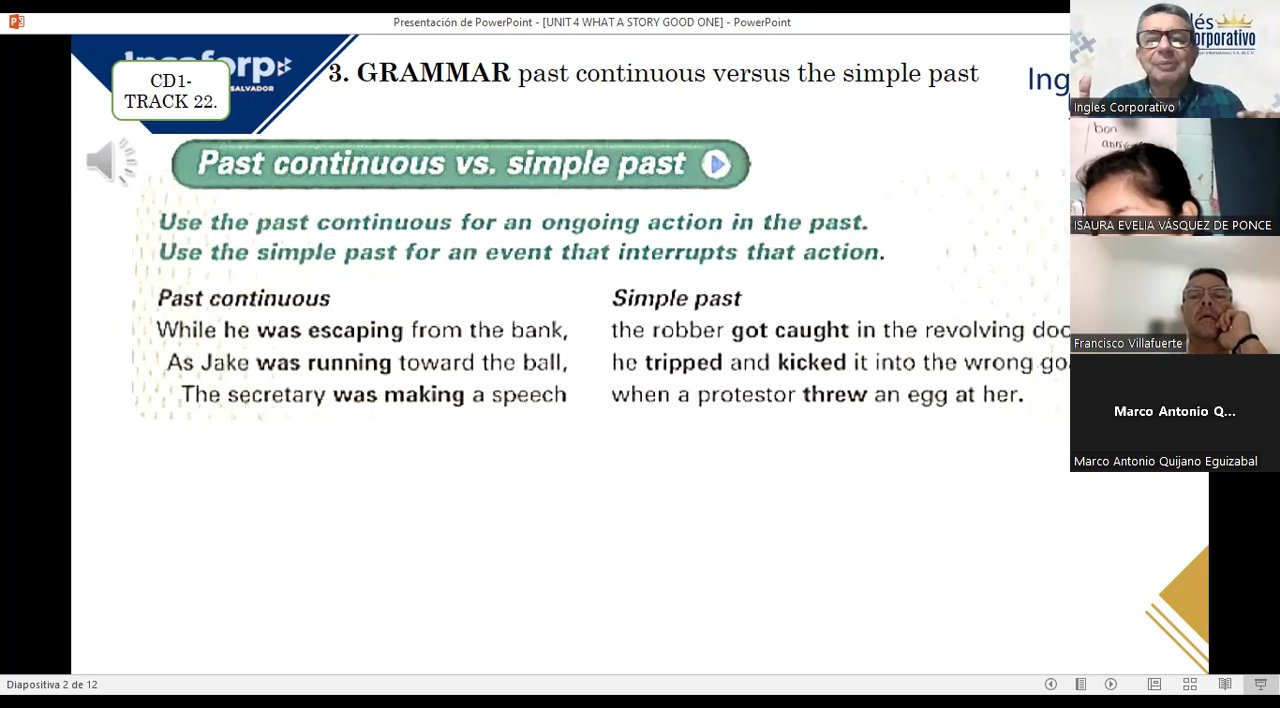 Presentación de PowerPoint - [UNIT 4 WHAT A STORY GOOD ONE] - PowerPoint
CD1-
TRACK 22.
SALVADOR
3. GRAMMAR past continuous versus the simple past
Ing
Past continuous vs. simple past
Use the past continuous for an ongoing action in the past.
Use the simple past for an event that interrupts that action.
Past continuous
Simple past
While he was escaping from the bank,
the robber got caught in the revolving
As Jake was running toward the ball,
he tripped and kicked it into the wrong
The secretary was making a speech
when a protestor threw an egg at her.
Corporativo
Ingles Corporativo
bon
ISAURA EVELIA VÁSQUEZ DE PONCE
Francisco Villafuerte
Marco Antonio Q...
Marco Antonio Quijano Eguizabal
Diapositiva 2 de 12